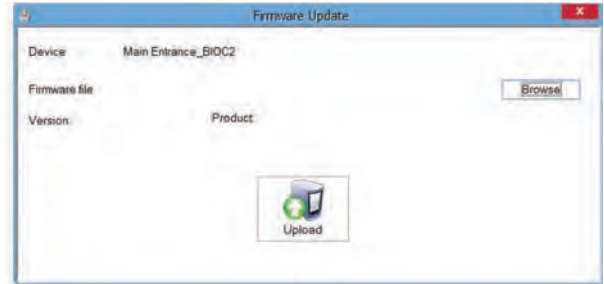 Firmware Update
x
Device Main Entrance_BIOC2
Firmware file Browse
Version Product
Upload